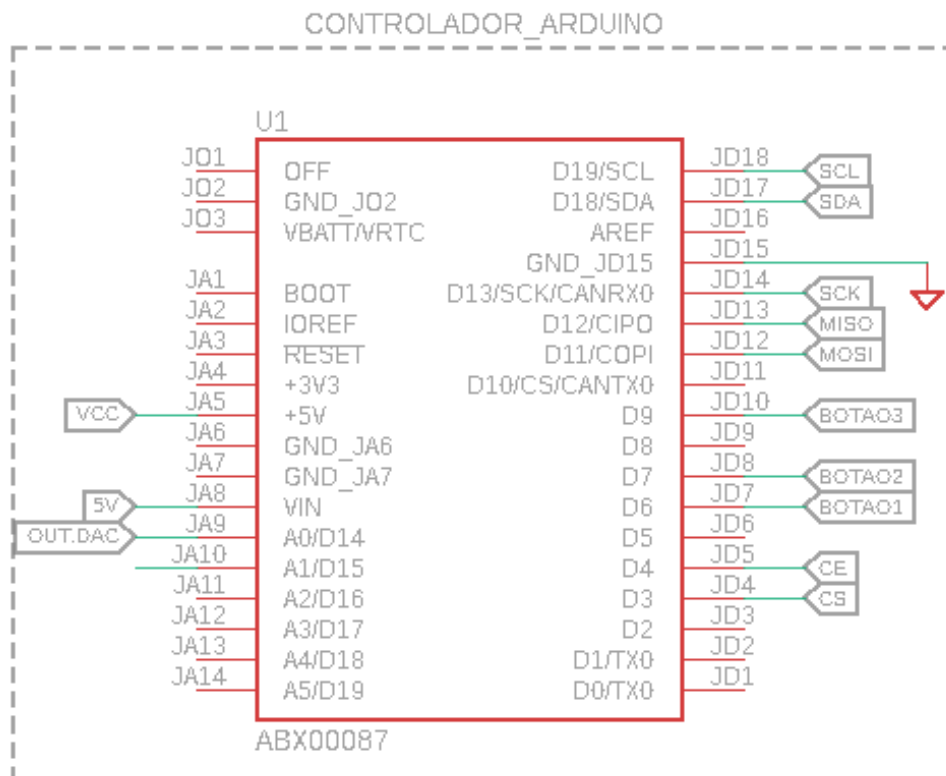 CONTROLADOR_ARDUINO
U1
JO1 OFF D19/SCL JD18 SCL
JO2 GND_JO2 D18/SDA JD17 SDA
JO3 VBATT/VRTC AREF JD16
GND_JD15 JD15
JA1 BOOT D13/SCK/CANRX0 JD14 SCK
JA2 IOREF D12/CIPO JD13 MISO
JA3 RESET D11/COPI JD12 MOSI
JA4 +3V3 D10/CS/CANTX0 JD11
VCC JA5 +5V D9 JD10 BOTAO3
JA6 GND_JA6 D8 JD9
JA7 GND_JA7 D7 JD8 BOTAO2
5V JA8 VIN D6 JD7 BOTAO1
OUT.DAC JA9 A0/D14 D5 JD6
JA10 A1/D15 D4 JD5 CE
JA11 A2/D16 D3 JD4 CS
JA12 A3/D17 D2 JD3
JA13 A4/D18 D1/TX0 JD2
JA14 A5/D19 D0/TX0 JD1
ABX00087